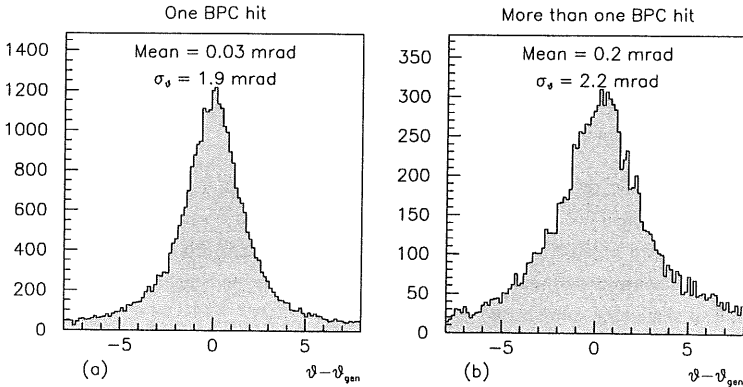 One BPC hit
Mean = 0.03 mrad
σ_ϑ = 1.9 mrad
1400
1200
1000
800
600
400
200
0
−5
0
5
(a)
ϑ−ϑ_gen
More than one BPC hit
Mean = 0.2 mrad
σ_ϑ = 2.2 mrad
350
300
250
200
150
100
50
0
−5
0
5
(b)
ϑ−ϑ_gen